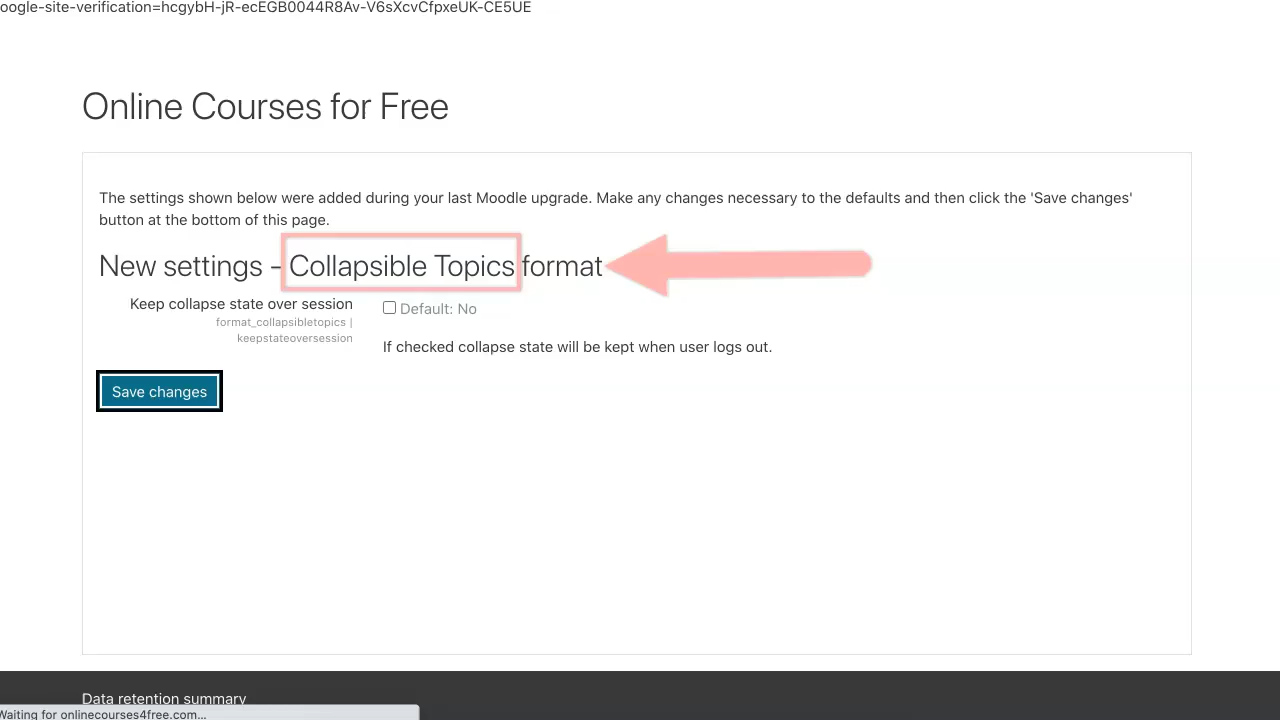 oogle-site-verification=hcgybH-jR-ecEGB0044R8Av-V6sXcvCfpxeUK-CE5UE
Online Courses for Free
The settings shown below were added during your last Moodle upgrade. Make any changes necessary to the defaults and then click the 'Save changes'
button at the bottom of this page.
New settings - Collapsible Topics format
Keep collapse state over session
format_collapsibletopics |
keepstateoversession
Default: No
If checked collapse state will be kept when user logs out.
Save changes
Data retention summary
Waiting for onlinecourses4free.com...